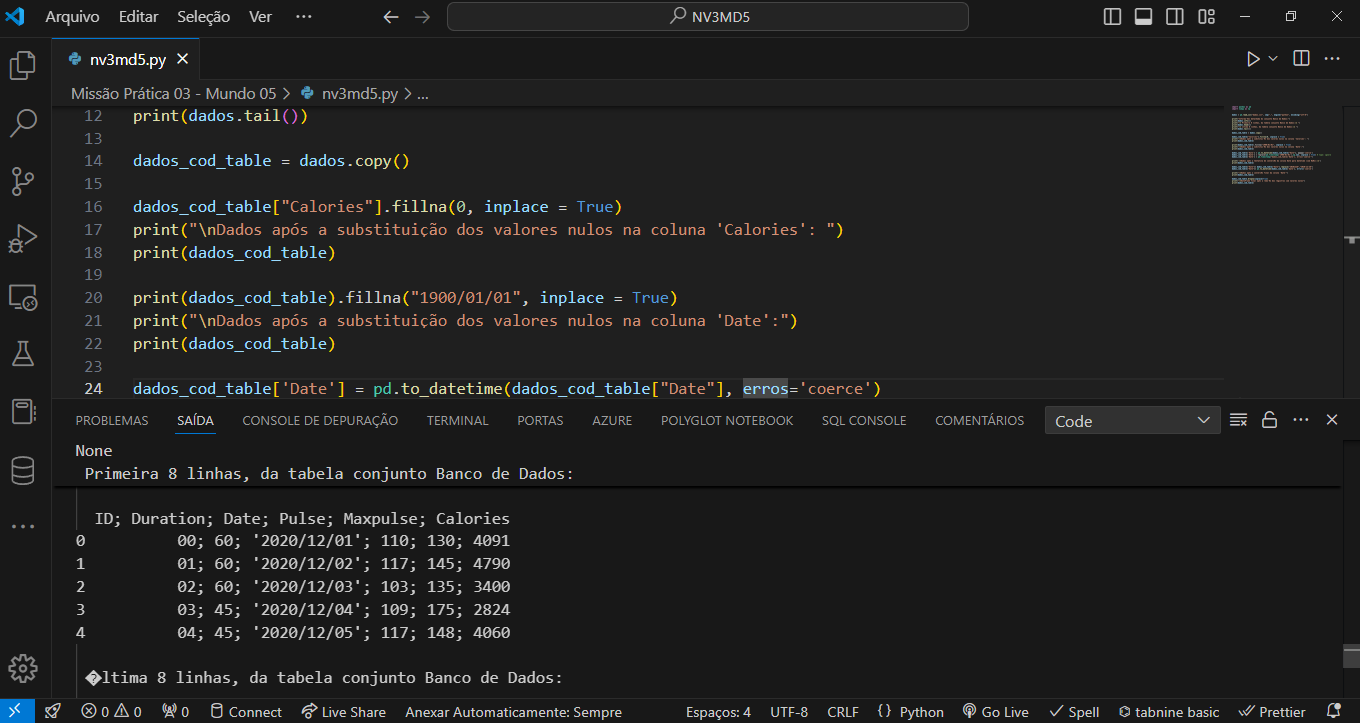 Arquivo Editar Seleção Ver ··· NV3MD5
nv3md5.py
Missão Prática 03 - Mundo 05 > nv3md5.py > ...
12 print(dados.tail())
13
14 dados_cod_table = dados.copy()
15
16 dados_cod_table["Calories"].fillna(0, inplace = True)
17 print("\nDados após a substituição dos valores nulos na coluna 'Calories': ")
18 print(dados_cod_table)
19
20 print(dados_cod_table).fillna("1900/01/01", inplace = True)
21 print("\nDados após a substituição dos valores nulos na coluna 'Date':")
22 print(dados_cod_table)
23
24 dados_cod_table['Date'] = pd.to_datetime(dados_cod_table["Date"], erros='coerce')
PROBLEMAS SAÍDA CONSOLE DE DEPURAÇÃO TERMINAL PORTAS AZURE POLYGLOT NOTEBOOK SQL CONSOLE COMENTÁRIOS Code
None
Primeira 8 linhas, da tabela conjunto Banco de Dados:
ID; Duration; Date; Pulse; Maxpulse; Calories
0 00; 60; '2020/12/01'; 110; 130; 4091
1 01; 60; '2020/12/02'; 117; 145; 4790
2 02; 60; '2020/12/03'; 103; 135; 3400
3 03; 45; '2020/12/04'; 109; 175; 2824
4 04; 45; '2020/12/05'; 117; 148; 4060
�ltima 8 linhas, da tabela conjunto Banco de Dados:
0 0 0 Connect Live Share Anexar Automaticamente: Sempre Espaços: 4 UTF-8 CRLF {} Python Go Live Spell tabnine basic Prettier